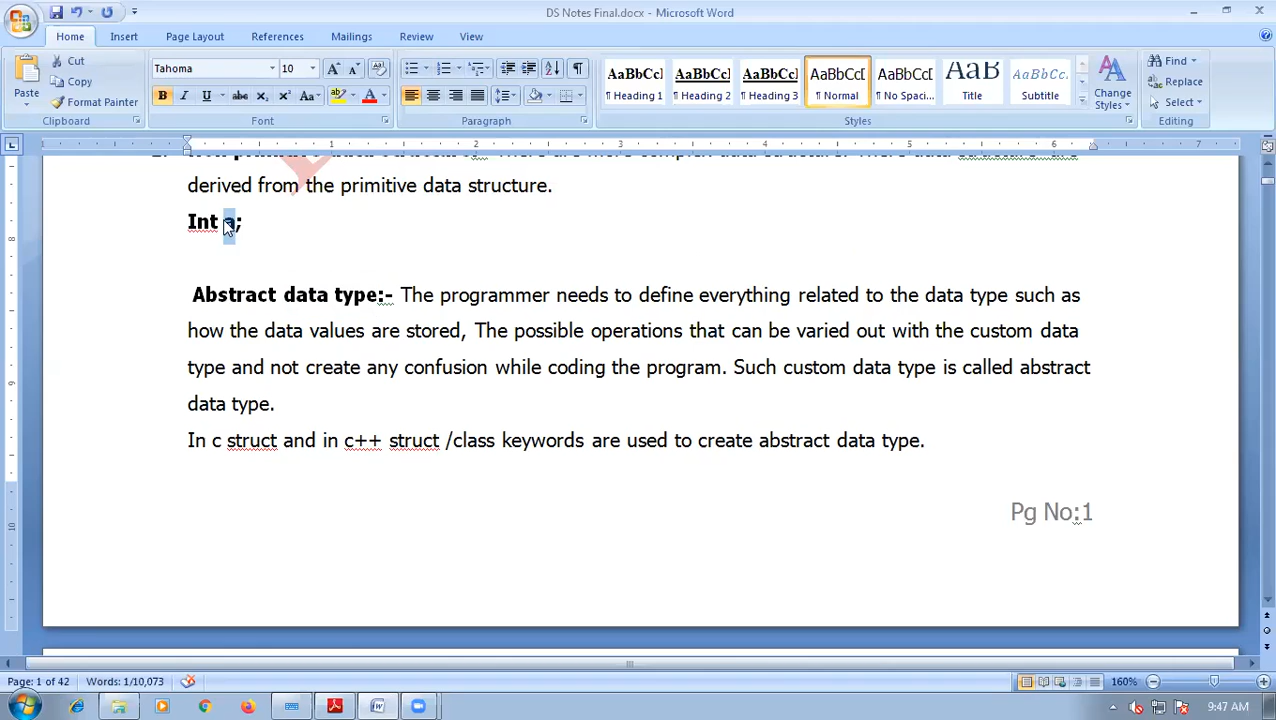 DS Notes Final.docx - Microsoft Word
Home Insert Page Layout References Mailings Review View
Paste Cut Copy Format Painter Clipboard
Tahoma 10 Font
Paragraph
AaBbCcI ¶ Heading 1 AaBbCcI ¶ Heading 2 AaBbCcI ¶ Heading 3 AaBbCcD ¶ Normal AaBbCcD ¶ No Spaci... AaB Title AaBbCcD Subtitle Change Styles Styles
Find Replace Select Editing
derived from the primitive data structure.
Int a;
Abstract data type:- The programmer needs to define everything related to the data type such as
how the data values are stored, The possible operations that can be varied out with the custom data
type and not create any confusion while coding the program. Such custom data type is called abstract
data type.
In c struct and in c++ struct /class keywords are used to create abstract data type.
Pg No:1
Page: 1 of 42 Words: 1/10,073 160%
9:47 AM